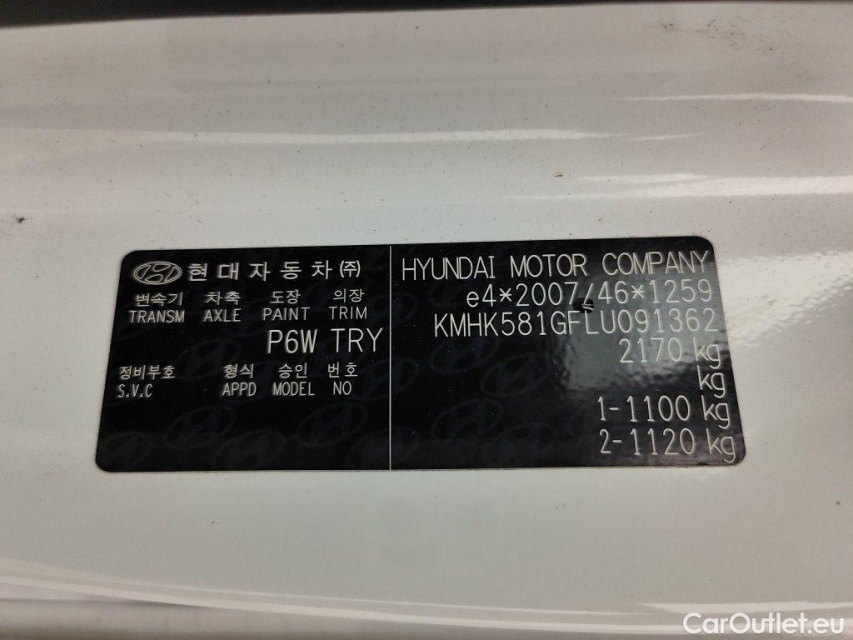 현대자동차 (주)
변속기 차축 도장 의장
TRANSM AXLE PAINT TRIM
P6W TRY
정비부호 형식 승인 번호
S.V.C APPD MODEL NO
HYUNDAI MOTOR COMPANY
e4*2007/46*1259
KMHK581GFLU091362
2170 kg
kg
1-1100 kg
2-1120 kg
CarOutlet.eu